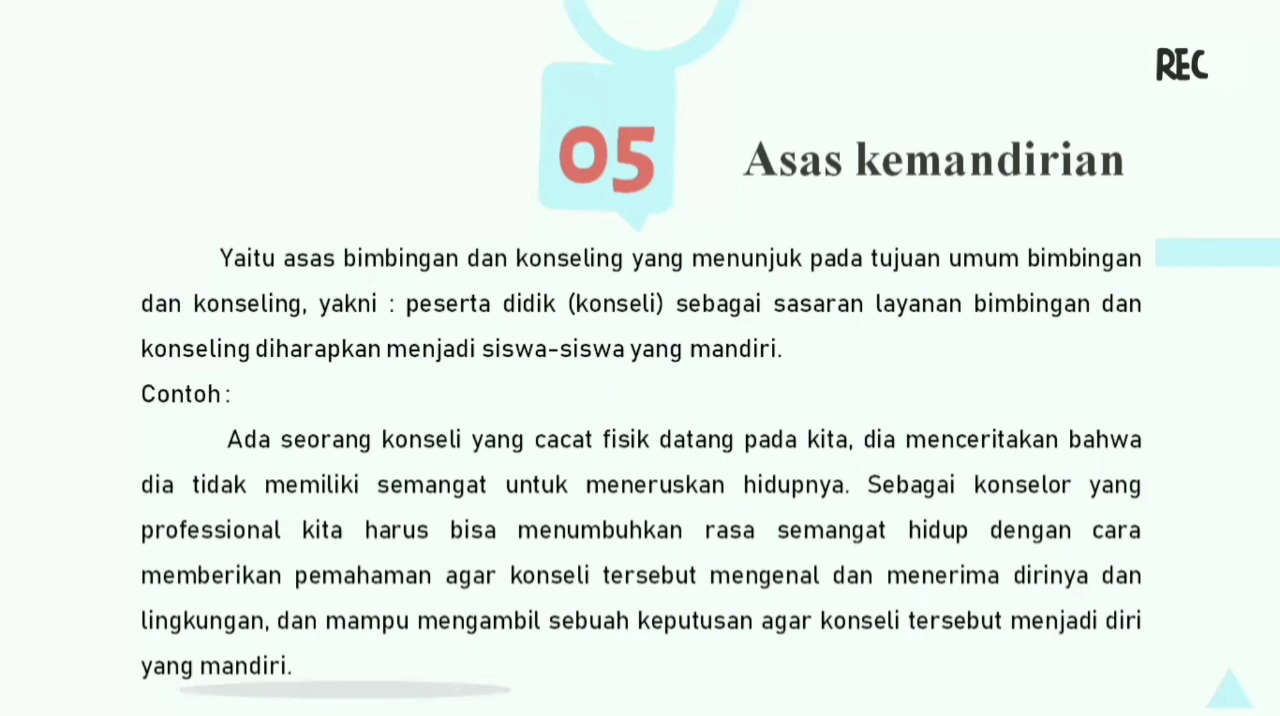 REC
05
Asas kemandirian
Yaitu asas bimbingan dan konseling yang menunjuk pada tujuan umum bimbingan
dan konseling, yakni : peserta didik (konseli) sebagai sasaran layanan bimbingan dan
konseling diharapkan menjadi siswa-siswa yang mandiri.
Contoh :
Ada seorang konseli yang cacat fisik datang pada kita, dia menceritakan bahwa
dia tidak memiliki semangat untuk meneruskan hidupnya. Sebagai konselor yang
professional kita harus bisa menumbuhkan rasa semangat hidup dengan cara
memberikan pemahaman agar konseli tersebut mengenal dan menerima dirinya dan
lingkungan, dan mampu mengambil sebuah keputusan agar konseli tersebut menjadi diri
yang mandiri.